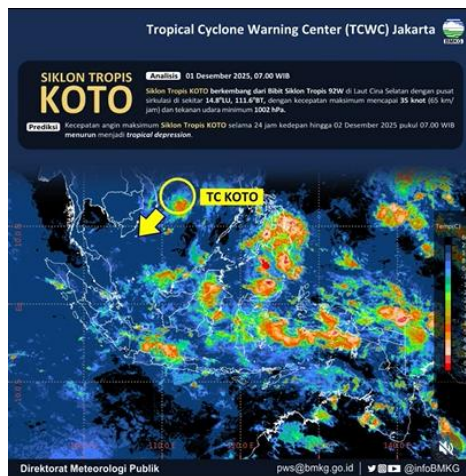 Tropical Cyclone Warning Center (TCWC) Jakarta
BMKG
SIKLON TROPIS
KOTO
Analisis 01 Desember 2025, 07.00 WIB
Siklon Tropis KOTO berkembang dari Bibit Siklon Tropis 92W di Laut Cina Selatan dengan pusat
sirkulasi di sekitar 14.8°LU, 111.6°BT, dengan kecepatan maksimum mencapai 35 knot (65 km/
jam) dan tekanan udara minimum 1002 hPa.
Prediksi Kecepatan angin maksimum Siklon Tropis KOTO selama 24 jam kedepan hingga 02 Desember 2025 pukul 07.00 WIB
menurun menjadi tropical depression.
TC KOTO
Temp(C)
Direktorat Meteorologi Publik
pws@bmkg.go.id
@infoBMKG